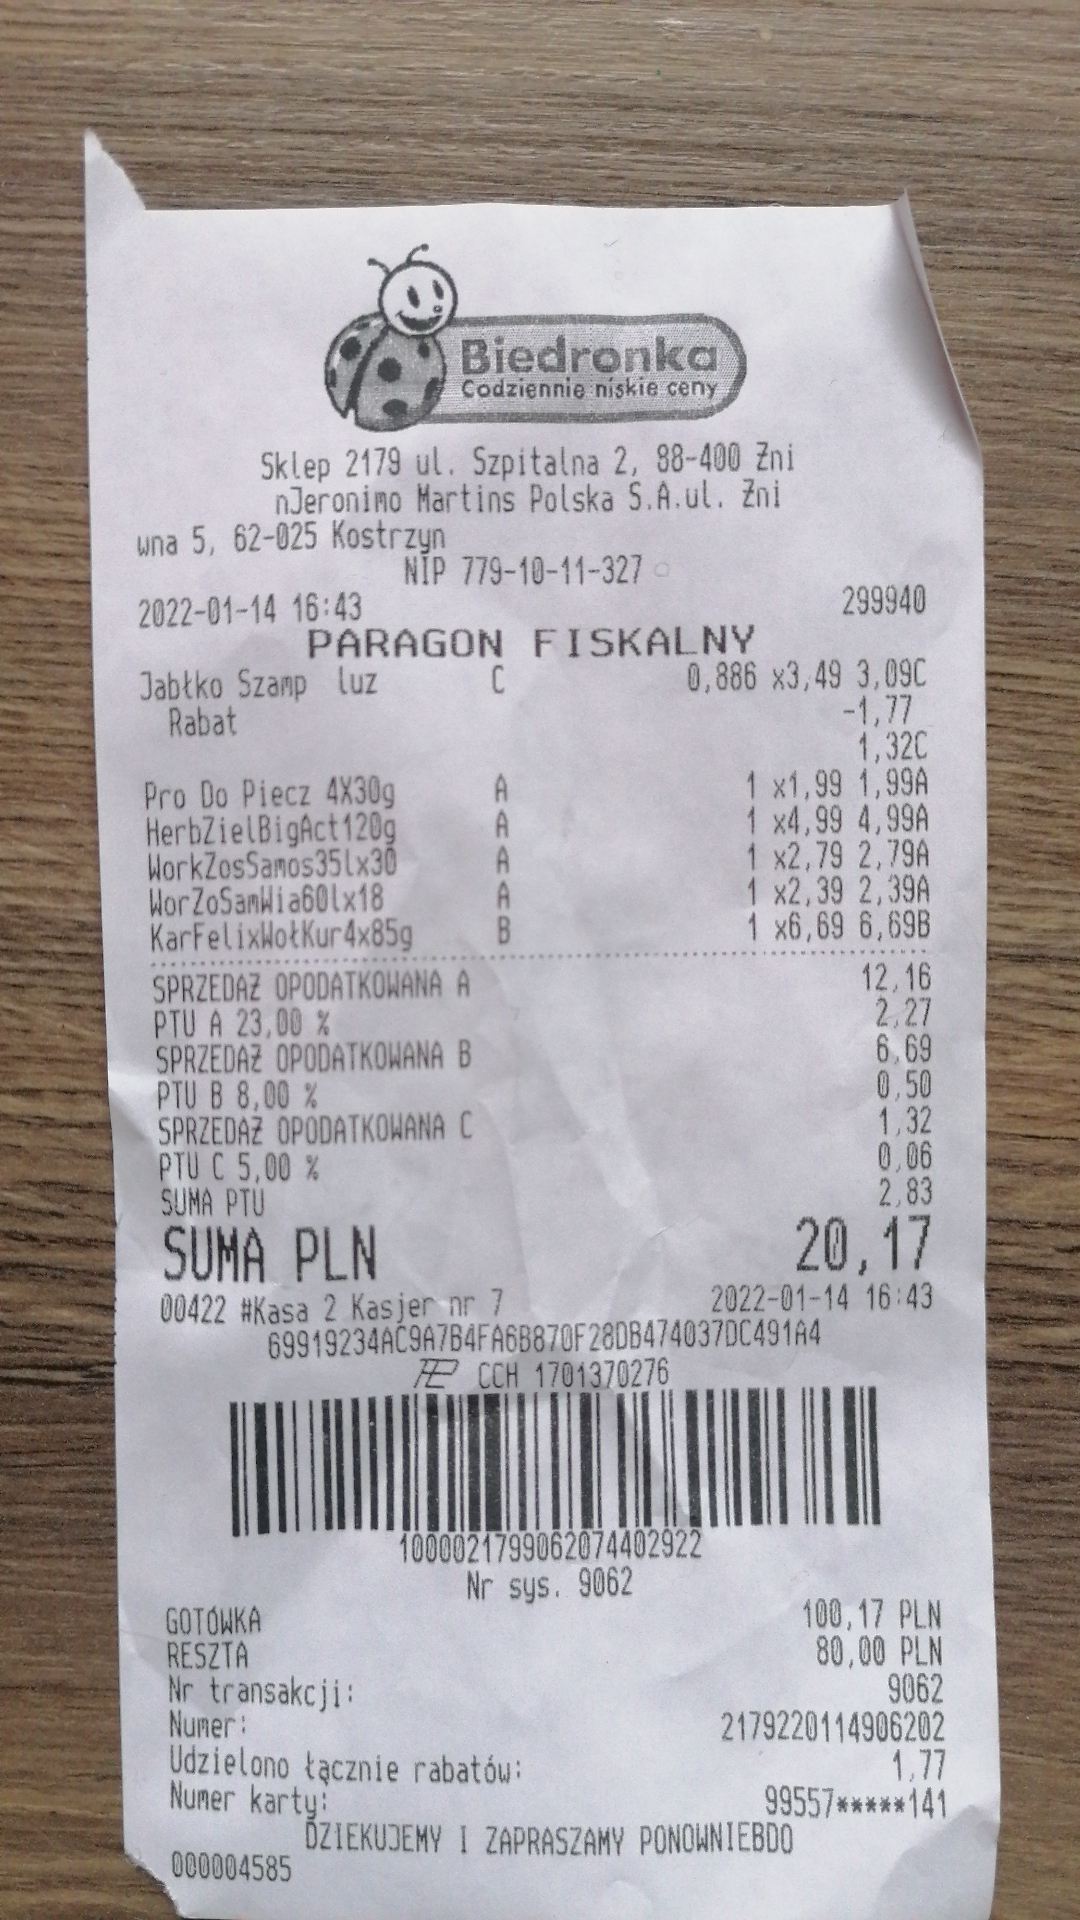 Biedronka
Codziennie niskie ceny
Sklep 2179 ul. Szpitalna 2, 88-400 Żni
nJeronimo Martins Polska S.A.ul. Żni
wna 5, 62-025 Kostrzyn
NIP 779-10-11-327
2022-01-14 16:43 299940
PARAGON FISKALNY
Jabłko Szamp luz C 0,886 x3,49 3,09C
Rabat -1,77
1,32C
Pro Do Piecz 4X30g A 1 x1,99 1,99A
HerbZielBigAct120g A 1 x4,99 4,99A
WorkZosSamos35lx30 A 1 x2,79 2,79A
WorZoSamWia60lx18 A 1 x2,39 2,39A
KarFelixWołKur4x85g B 1 x6,69 6,69B
SPRZEDAŻ OPODATKOWANA A 12,16
PTU A 23,00 % 2,27
SPRZEDAŻ OPODATKOWANA B 6,69
PTU B 8,00 % 0,50
SPRZEDAŻ OPODATKOWANA C 1,32
PTU C 5,00 % 0,06
SUMA PTU 2,83
SUMA PLN 20,17
00422 #Kasa 2 Kasjer nr 7 2022-01-14 16:43
69919234AC9A7B4FA6B870F28DB474037DC491A4
CCH 1701370276
1000021799062074402922
Nr sys. 9062
GOTÓWKA 100,17 PLN
RESZTA 80,00 PLN
Nr transakcji: 9062
Numer: 2179220114906202
Udzielono łącznie rabatów: 1,77
Numer karty: 99557*****141
DZIEKUJEMY I ZAPRASZAMY PONOWNIEBDO
000004585